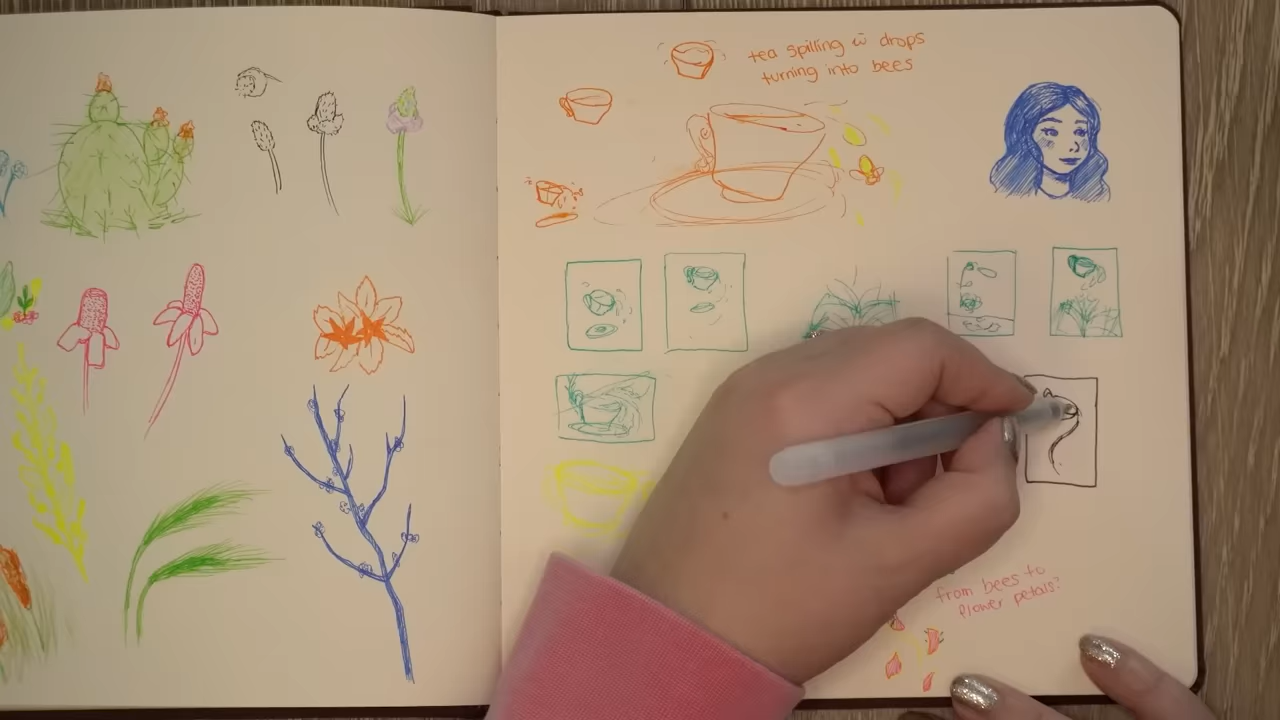 tea spilling w drops
turning into bees
from bees to
flower petals?